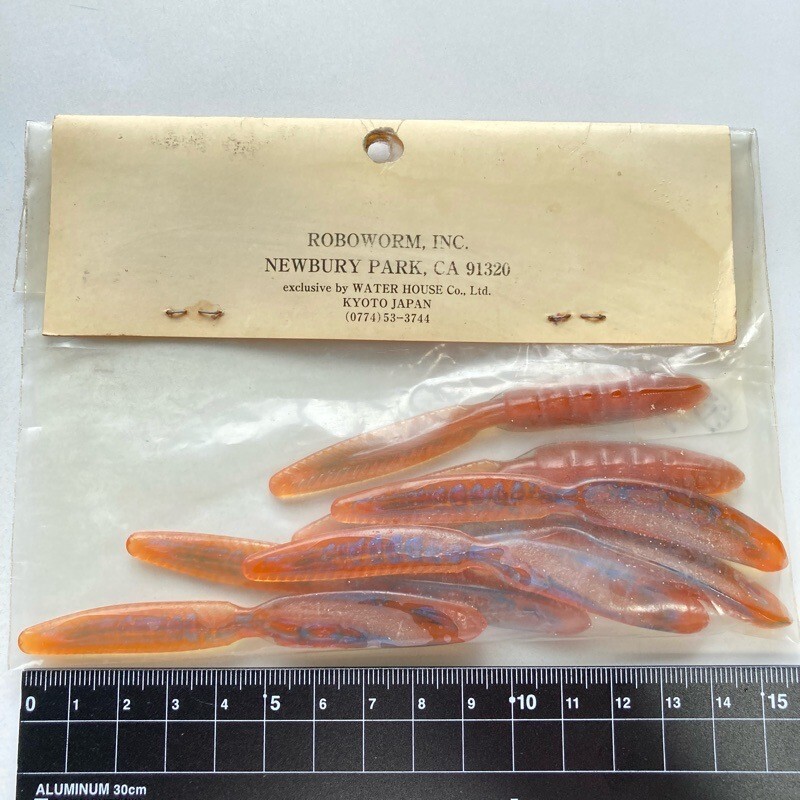 ROBOWORM, INC.
NEWBURY PARK, CA 91320
exclusive by WATER HOUSE Co., Ltd.
KYOTO JAPAN
(0774)53-3744
0 1 2 3 4 5 6 7 8 9 10 11 12 13 14 15
ALUMINUM 30cm